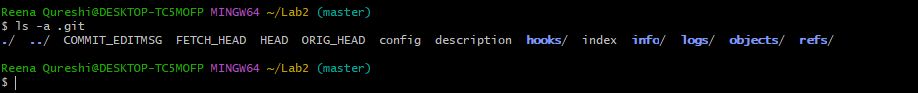 Reena Qureshi@DESKTOP-TC5MOFP MINGW64 ~/Lab2 (master)
$ ls -a .git
./  ../  COMMIT_EDITMSG  FETCH_HEAD  HEAD  ORIG_HEAD  config  description  hooks/  index  info/  logs/  objects/  refs/
Reena Qureshi@DESKTOP-TC5MOFP MINGW64 ~/Lab2 (master)
$